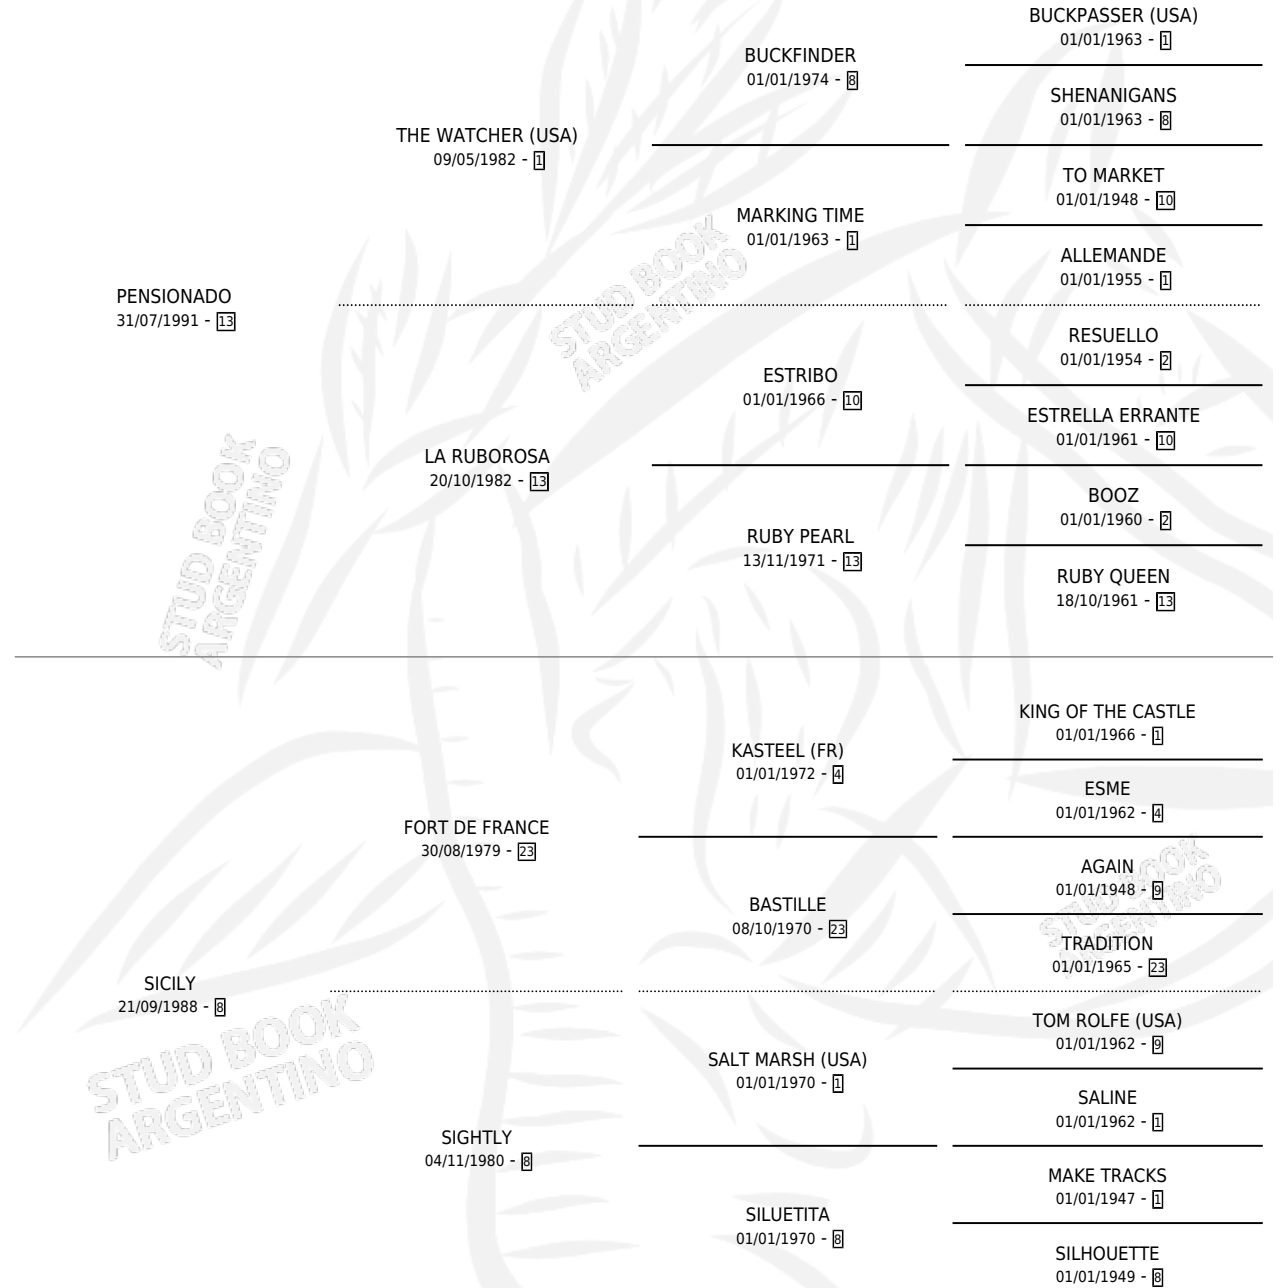 BUCKPASSER (USA)
01/01/1963 - 1
BUCKFINDER
01/01/1974 - 8
SHENANIGANS
01/01/1963 - 8
THE WATCHER (USA)
09/05/1982 - 1
TO MARKET
01/01/1948 - 10
MARKING TIME
01/01/1963 - 1
ALLEMANDE
01/01/1955 - 1
PENSIONADO
31/07/1991 - 13
STUD BOOK
ARGENTINO
RESUELLO
01/01/1954 - 2
ESTRIBO
01/01/1966 - 10
ESTRELLA ERRANTE
01/01/1961 - 10
LA RUBOROSA
20/10/1982 - 13
BOOZ
01/01/1960 - 2
RUBY PEARL
13/11/1971 - 13
RUBY QUEEN
18/10/1961 - 13
STUD BOOK
ARGENTINO
KING OF THE CASTLE
01/01/1966 - 1
KASTEEL (FR)
01/01/1972 - 4
ESME
01/01/1962 - 4
FORT DE FRANCE
30/08/1979 - 23
AGAIN
01/01/1948 - 9
BASTILLE
08/10/1970 - 23
TRADITION
01/01/1965 - 23
STUD BOOK
ARGENTINO
SICILY
21/09/1988 - 8
TOM ROLFE (USA)
01/01/1962 - 9
SALT MARSH (USA)
01/01/1970 - 1
SALINE
01/01/1962 - 1
STUD BOOK
ARGENTINO
SIGHTLY
04/11/1980 - 8
MAKE TRACKS
01/01/1947 - 1
SILUETITA
01/01/1970 - 8
SILHOUETTE
01/01/1949 - 8